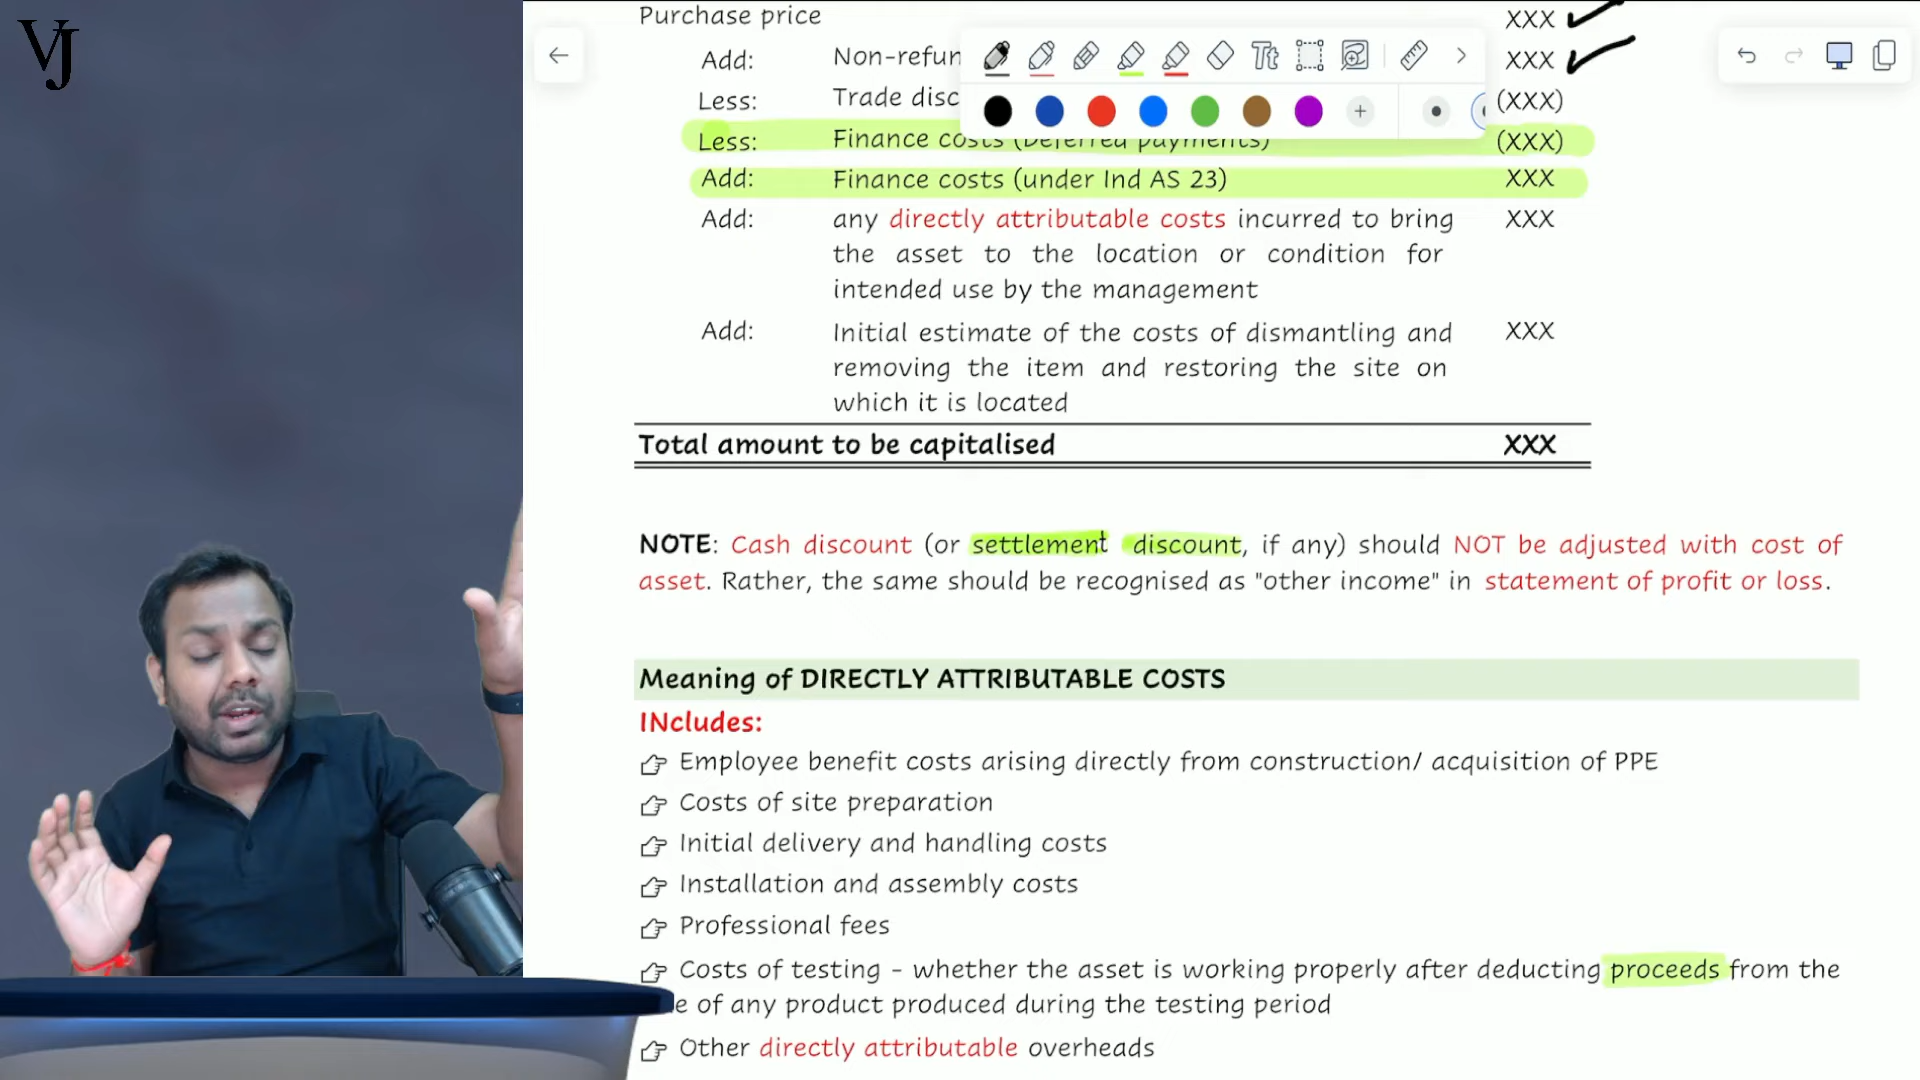 VJ
Purchase price XXX
Add: Non-refun XXX
Less: Trade disc (XXX)
Less: Finance costs (Deferred payments) (XXX)
Add: Finance costs (under Ind AS 23) XXX
Add: any directly attributable costs incurred to bring XXX
the asset to the location or condition for
intended use by the management
Add: Initial estimate of the costs of dismantling and XXX
removing the item and restoring the site on
which it is located
Total amount to be capitalised XXX
NOTE: Cash discount (or settlement discount, if any) should NOT be adjusted with cost of
asset. Rather, the same should be recognised as "other income" in statement of profit or loss.
Meaning of DIRECTLY ATTRIBUTABLE COSTS
INcludes:
Employee benefit costs arising directly from construction/ acquisition of PPE
Costs of site preparation
Initial delivery and handling costs
Installation and assembly costs
Professional fees
Costs of testing - whether the asset is working properly after deducting proceeds from the
e of any product produced during the testing period
Other directly attributable overheads